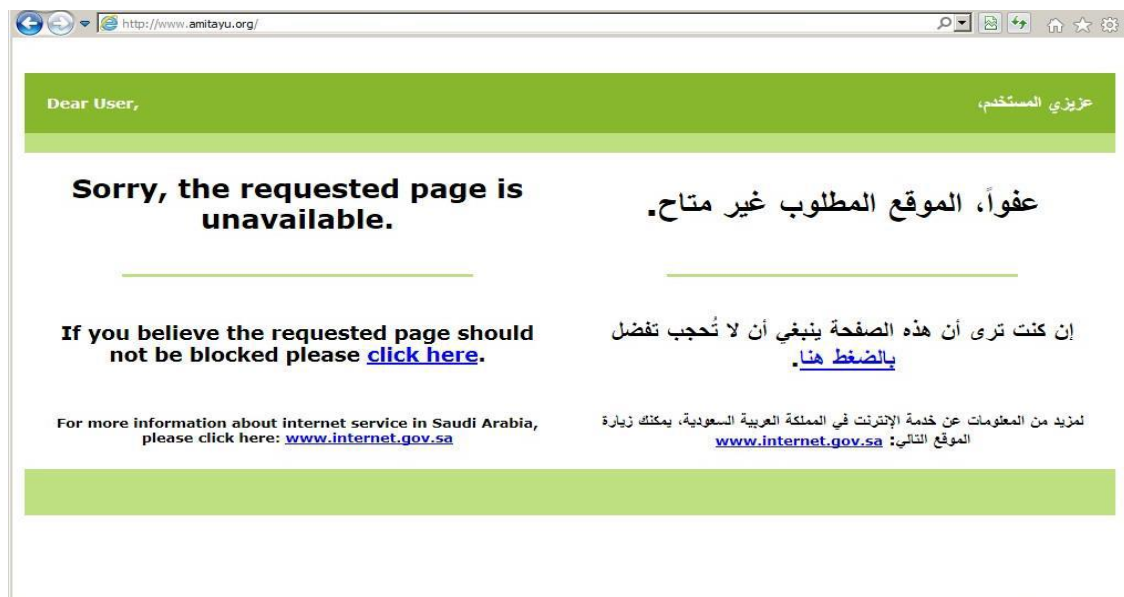 http://www.amitayu.org/
Dear User,
عزيزي المستخدم،
Sorry, the requested page is
unavailable.
عفواً، الموقع المطلوب غير متاح.
If you believe the requested page should
not be blocked please click here.
إن كنت ترى أن هذه الصفحة ينبغي أن لا تُحجب تفضل
بالضغط هنا.
For more information about internet service in Saudi Arabia,
please click here: www.internet.gov.sa
لمزيد من المعلومات عن خدمة الإنترنت في المملكة العربية السعودية، يمكنك زيارة
الموقع التالي: www.internet.gov.sa